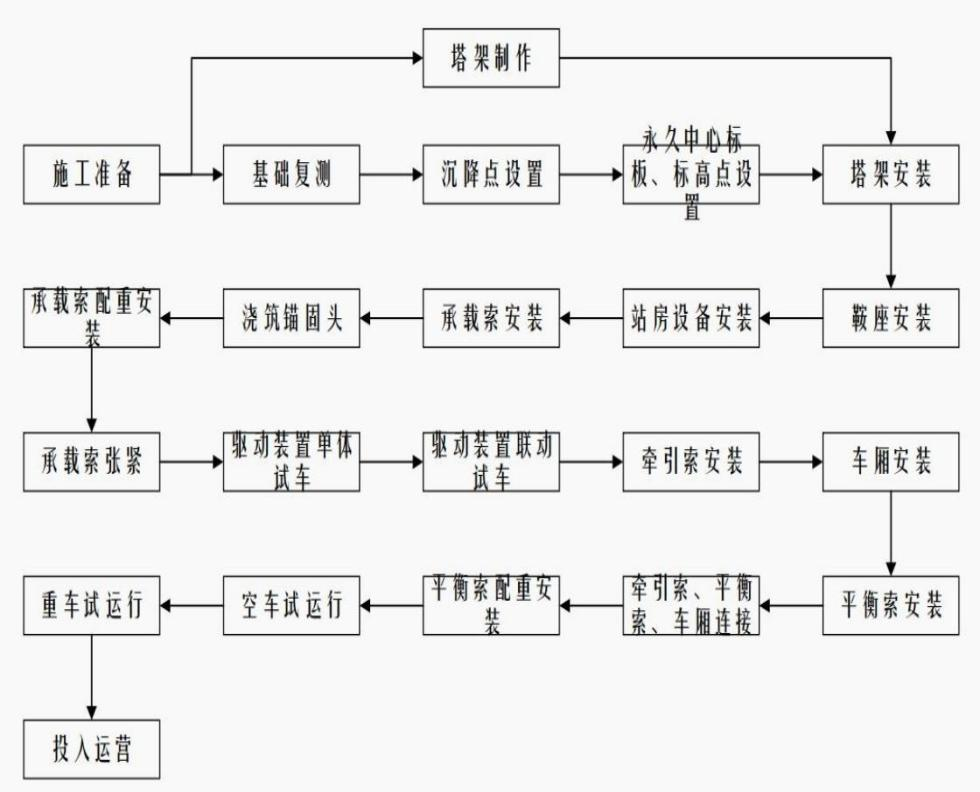 塔架制作
施工准备
基础复测
沉降点设置
永久中心标
板、标高点设
置
塔架安装
承载索配重安
装
浇筑锚固头
承载索安装
站房设备安装
鞍座安装
承载索张紧
驱动装置单体
试车
驱动装置联动
试车
牵引索安装
车厢安装
重车试运行
空车试运行
平衡索配重安
装
牵引索、平衡
索、车厢连接
平衡索安装
投入运营